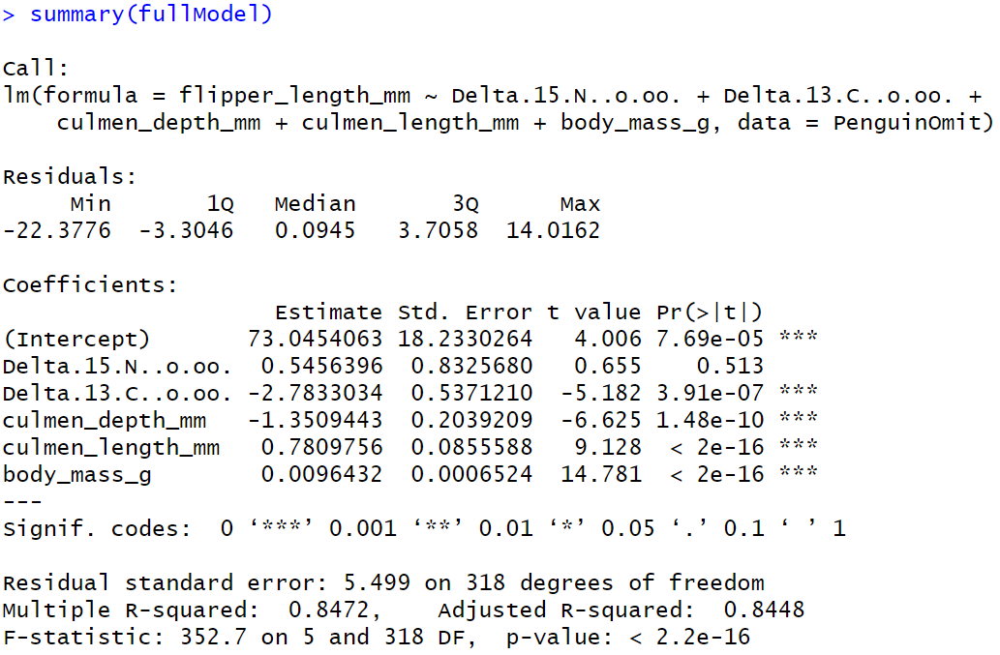 > summary(fullModel)
Call:
lm(formula = flipper_length_mm ~ Delta.15.N..o.oo. + Delta.13.C..o.oo. +
culmen_depth_mm + culmen_length_mm + body_mass_g, data = PenguinOmit)
Residuals:
Min 1Q Median 3Q Max
-22.3776 -3.3046 0.0945 3.7058 14.0162
Coefficients:
Estimate Std. Error t value Pr(>|t|)
(Intercept) 73.0454063 18.2330264 4.006 7.69e-05 ***
Delta.15.N..o.oo. 0.5456396 0.8325680 0.655 0.513
Delta.13.C..o.oo. -2.7833034 0.5371210 -5.182 3.91e-07 ***
culmen_depth_mm -1.3509443 0.2039209 -6.625 1.48e-10 ***
culmen_length_mm 0.7809756 0.0855588 9.128 < 2e-16 ***
body_mass_g 0.0096432 0.0006524 14.781 < 2e-16 ***
---
Signif. codes: 0 ‘***’ 0.001 ‘**’ 0.01 ‘*’ 0.05 ‘.’ 0.1 ‘ ’ 1
Residual standard error: 5.499 on 318 degrees of freedom
Multiple R-squared: 0.8472, Adjusted R-squared: 0.8448
F-statistic: 352.7 on 5 and 318 DF, p-value: < 2.2e-16